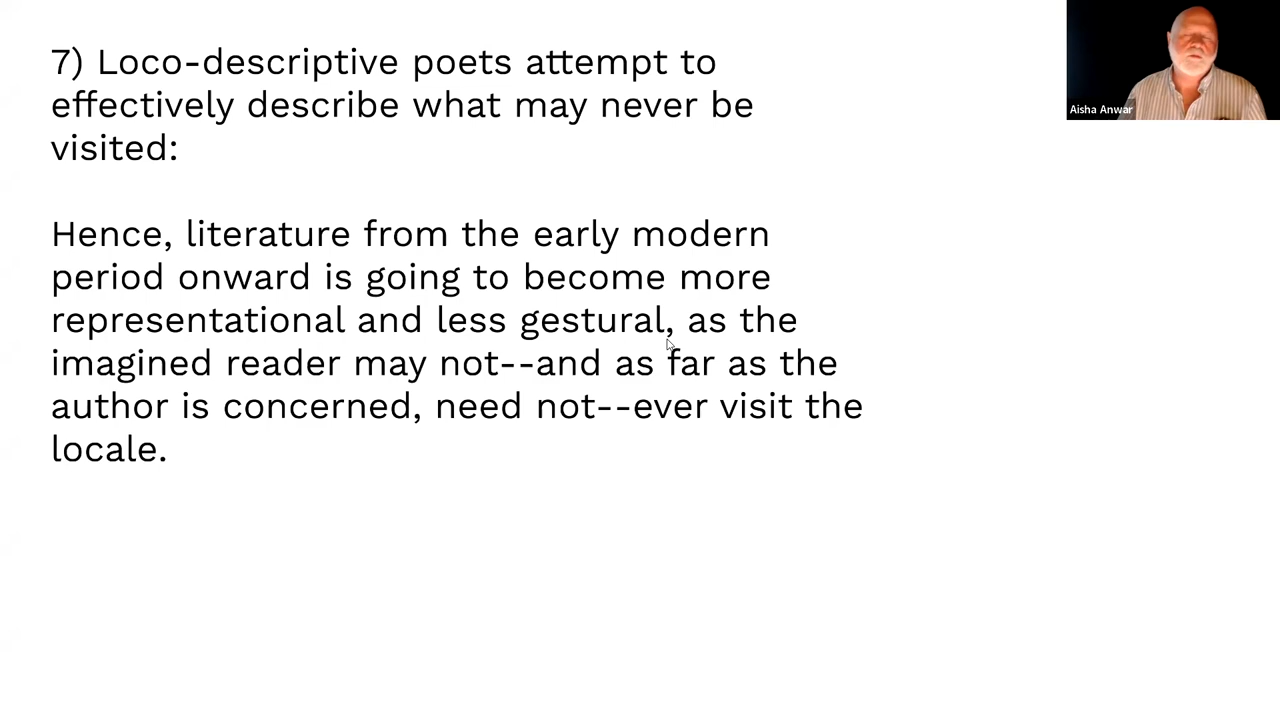 7) Loco-descriptive poets attempt to
effectively describe what may never be
visited:
Hence, literature from the early modern
period onward is going to become more
representational and less gestural, as the
imagined reader may not--and as far as the
author is concerned, need not--ever visit the
locale.
Aisha Anwar